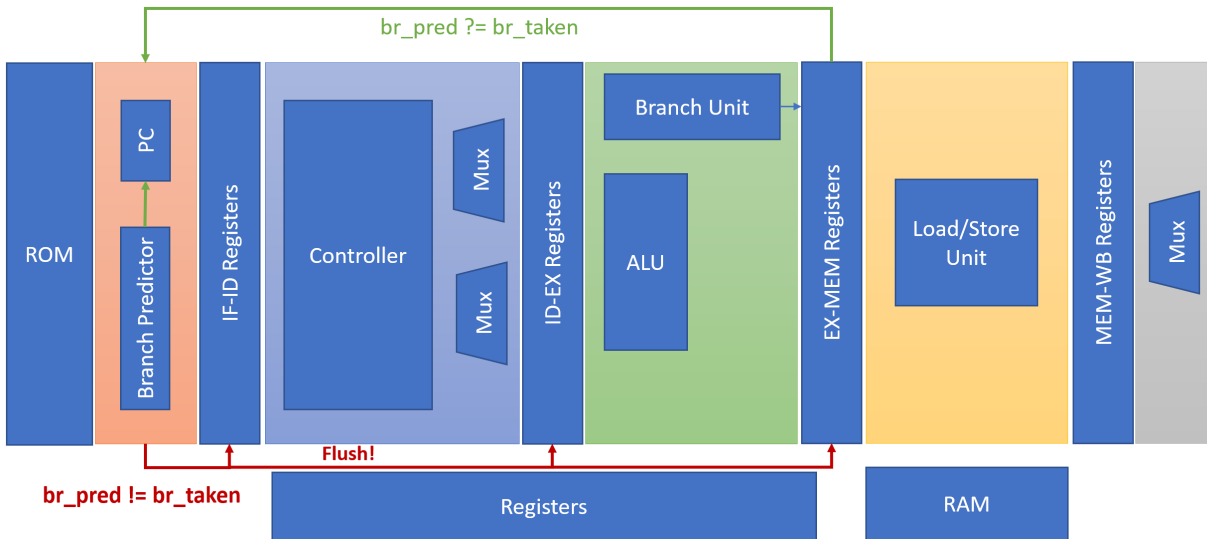 br_pred ?= br_taken
ROM
PC
Branch Predictor
IF-ID Registers
Controller
Mux
Mux
ID-EX Registers
Branch Unit
ALU
EX-MEM Registers
Load/Store
Unit
MEM-WB Registers
Mux
Flush!
br_pred != br_taken
Registers
RAM